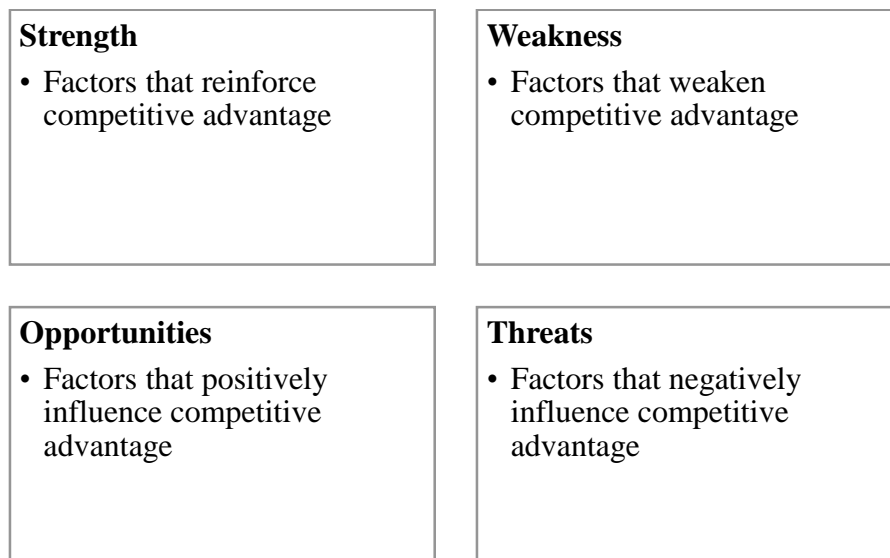 Strength
• Factors that reinforce
competitive advantage
Weakness
• Factors that weaken
competitive advantage
Opportunities
• Factors that positively
influence competitive
advantage
Threats
• Factors that negatively
influence competitive
advantage